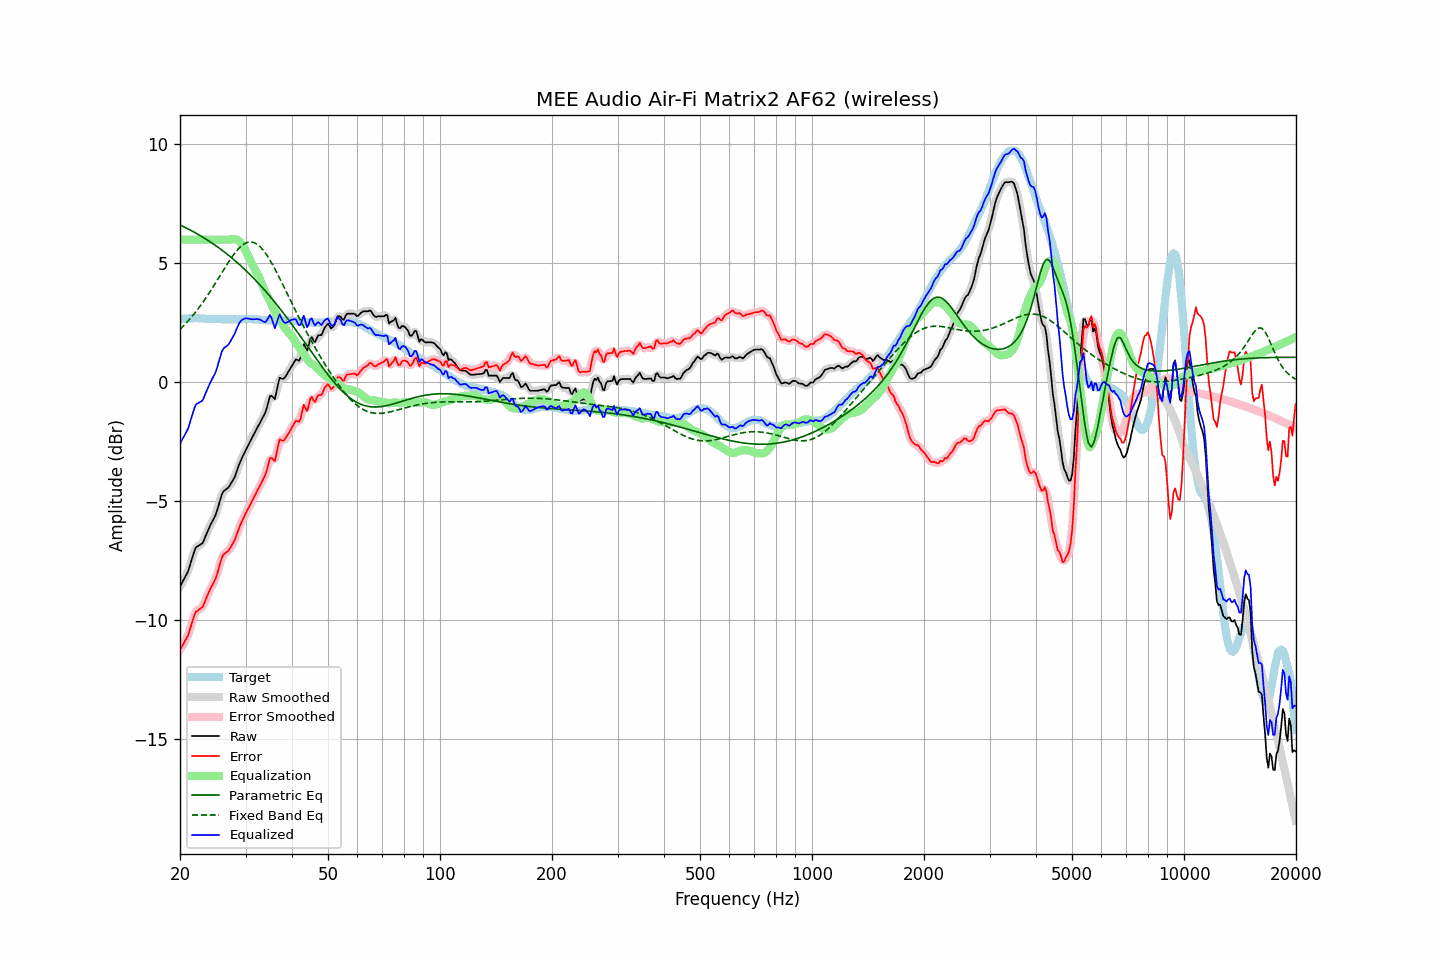 MEE Audio Air-Fi Matrix2 AF62 (wireless)
10
5
0
−5
−10
−15
Amplitude (dBr)
Target
Raw Smoothed
Error Smoothed
Raw
Error
Equalization
Parametric Eq
Fixed Band Eq
Equalized
20 50 100 200 500 1000 2000 5000 10000 20000
Frequency (Hz)